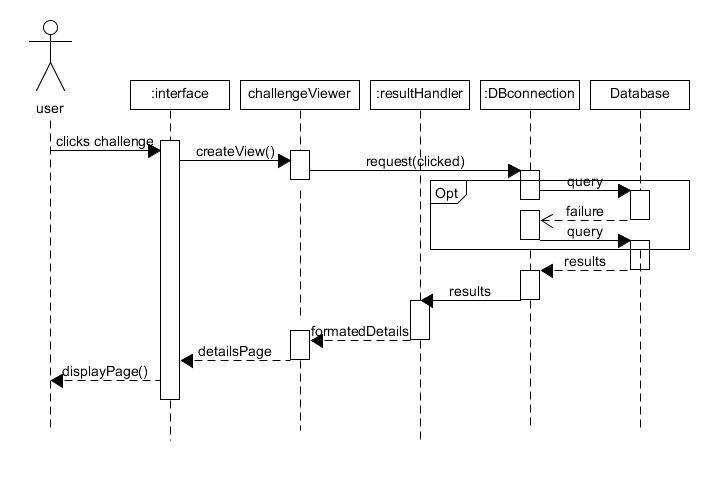 user
:interface
challengeViewer
:resultHandler
:DBconnection
Database
clicks challenge
createView()
request(clicked)
query
Opt
failure
query
results
results
formatedDetails
detailsPage
displayPage()